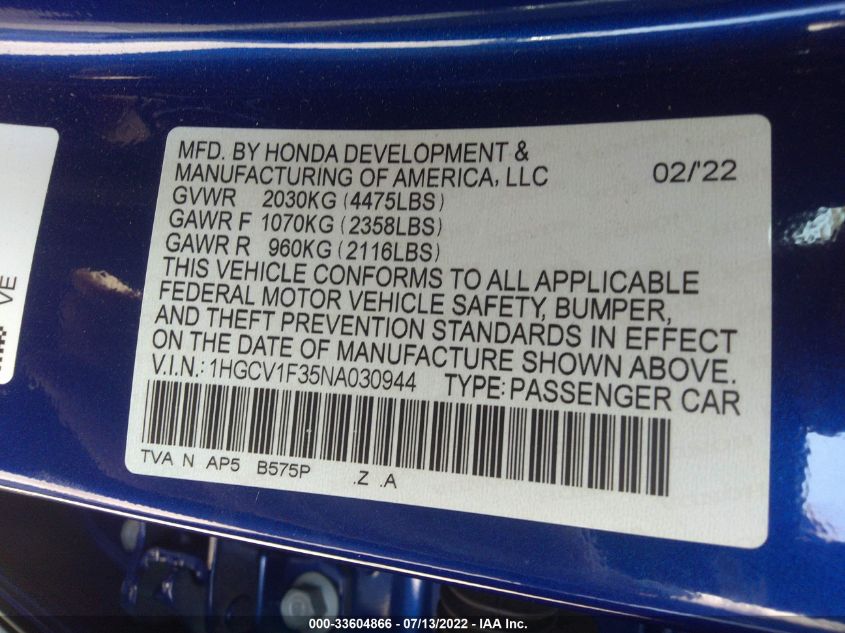 MFD. BY HONDA DEVELOPMENT &
MANUFACTURING OF AMERICA, LLC 02/'22
GVWR 2030KG (4475LBS)
GAWR F 1070KG (2358LBS)
GAWR R 960KG (2116LBS)
THIS VEHICLE CONFORMS TO ALL APPLICABLE
FEDERAL MOTOR VEHICLE SAFETY, BUMPER,
AND THEFT PREVENTION STANDARDS IN EFFECT
ON THE DATE OF MANUFACTURE SHOWN ABOVE.
V.I.N.: 1HGCV1F35NA030944 TYPE: PASSENGER CAR
TVA N AP5 B575P .Z .A
VE
000-33604866 - 07/13/2022 - IAA Inc.